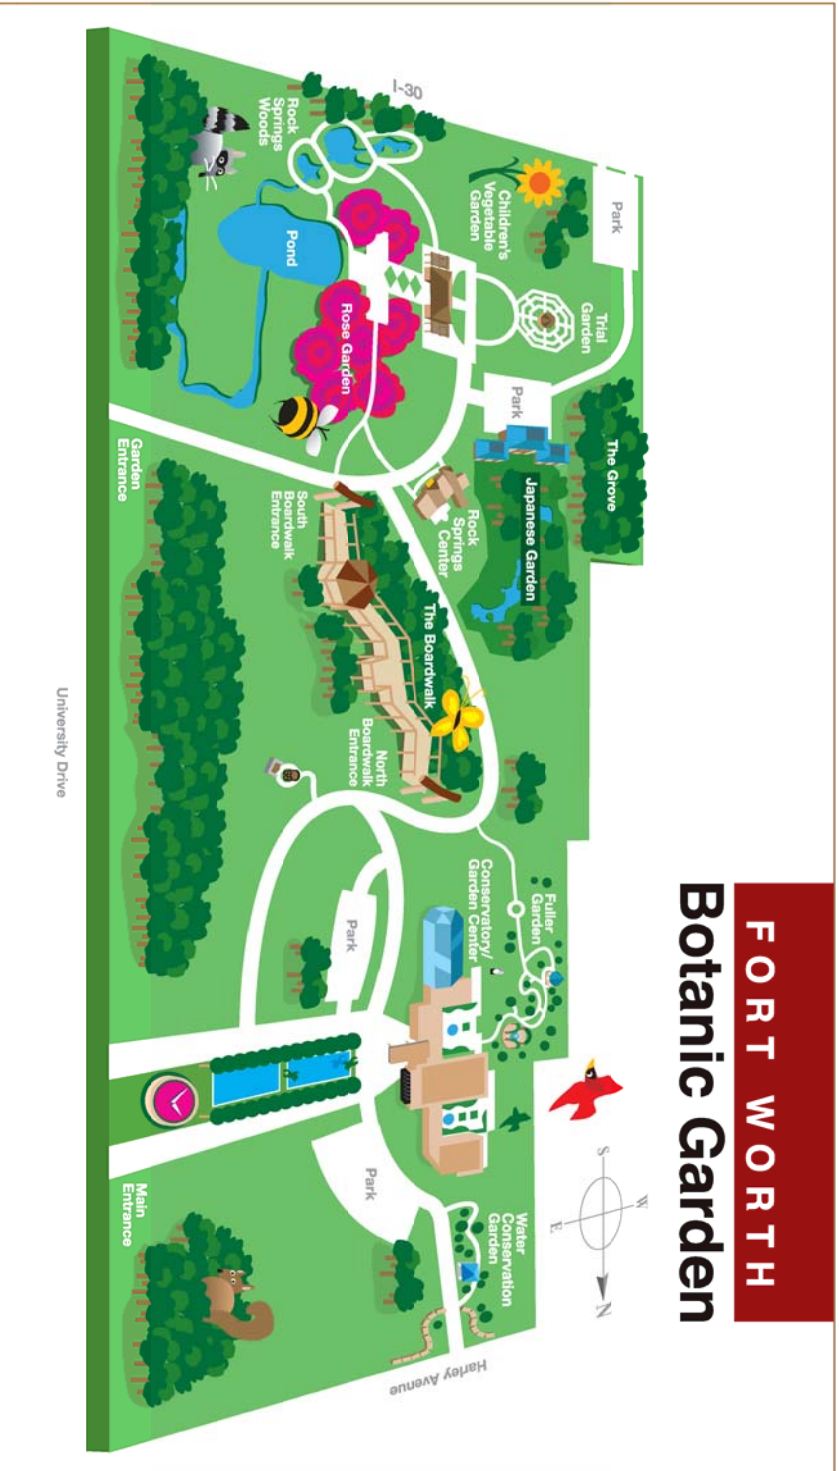 FORT WORTH
Botanic Garden
W
S
N
E
I-30
Park
Children's
Vegetable
Garden
Trial
Garden
Rock
Springs
Woods
Pond
Rose Garden
Park
The Grove
Japanese Garden
Rock
Springs
Center
Garden
Entrance
South
Boardwalk
Entrance
The Boardwalk
North
Boardwalk
Entrance
University Drive
Fuller
Garden
Conservatory/
Garden Center
Park
Park
Main
Entrance
Water
Conservation
Garden
Harley Avenue